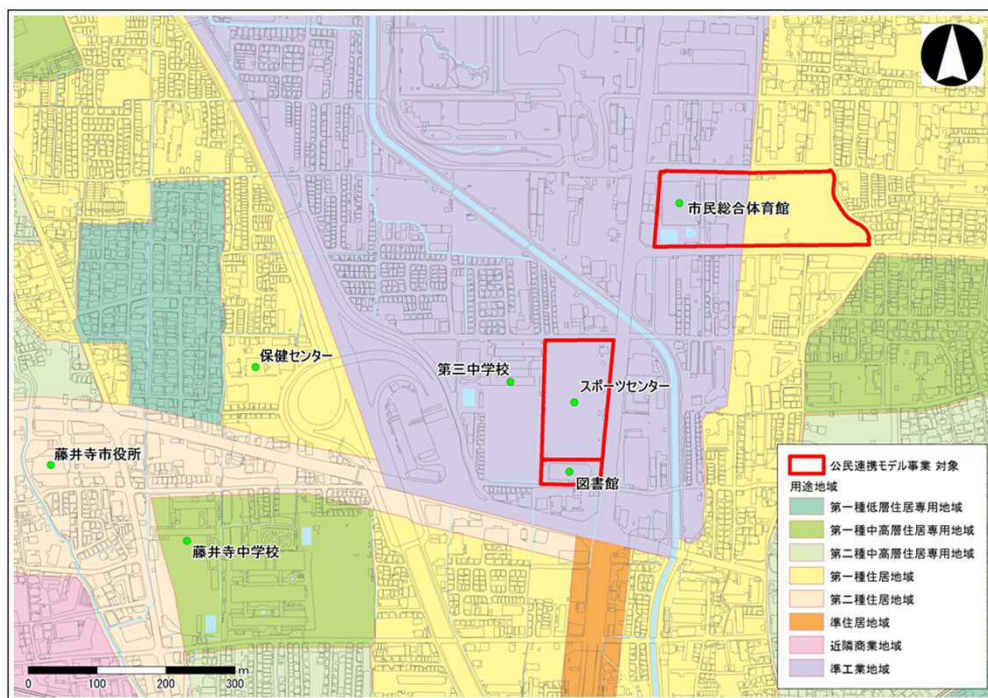 市民総合体育館
保健センター
第三中学校
スポーツセンター
図書館
藤井寺市役所
藤井寺中学校
公民連携モデル事業 対象
用途地域
第一種低層住居専用地域
第一種中高層住居専用地域
第二種中高層住居専用地域
第一種住居地域
第二種住居地域
準住居地域
近隣商業地域
準工業地域
0 100 200 300 m